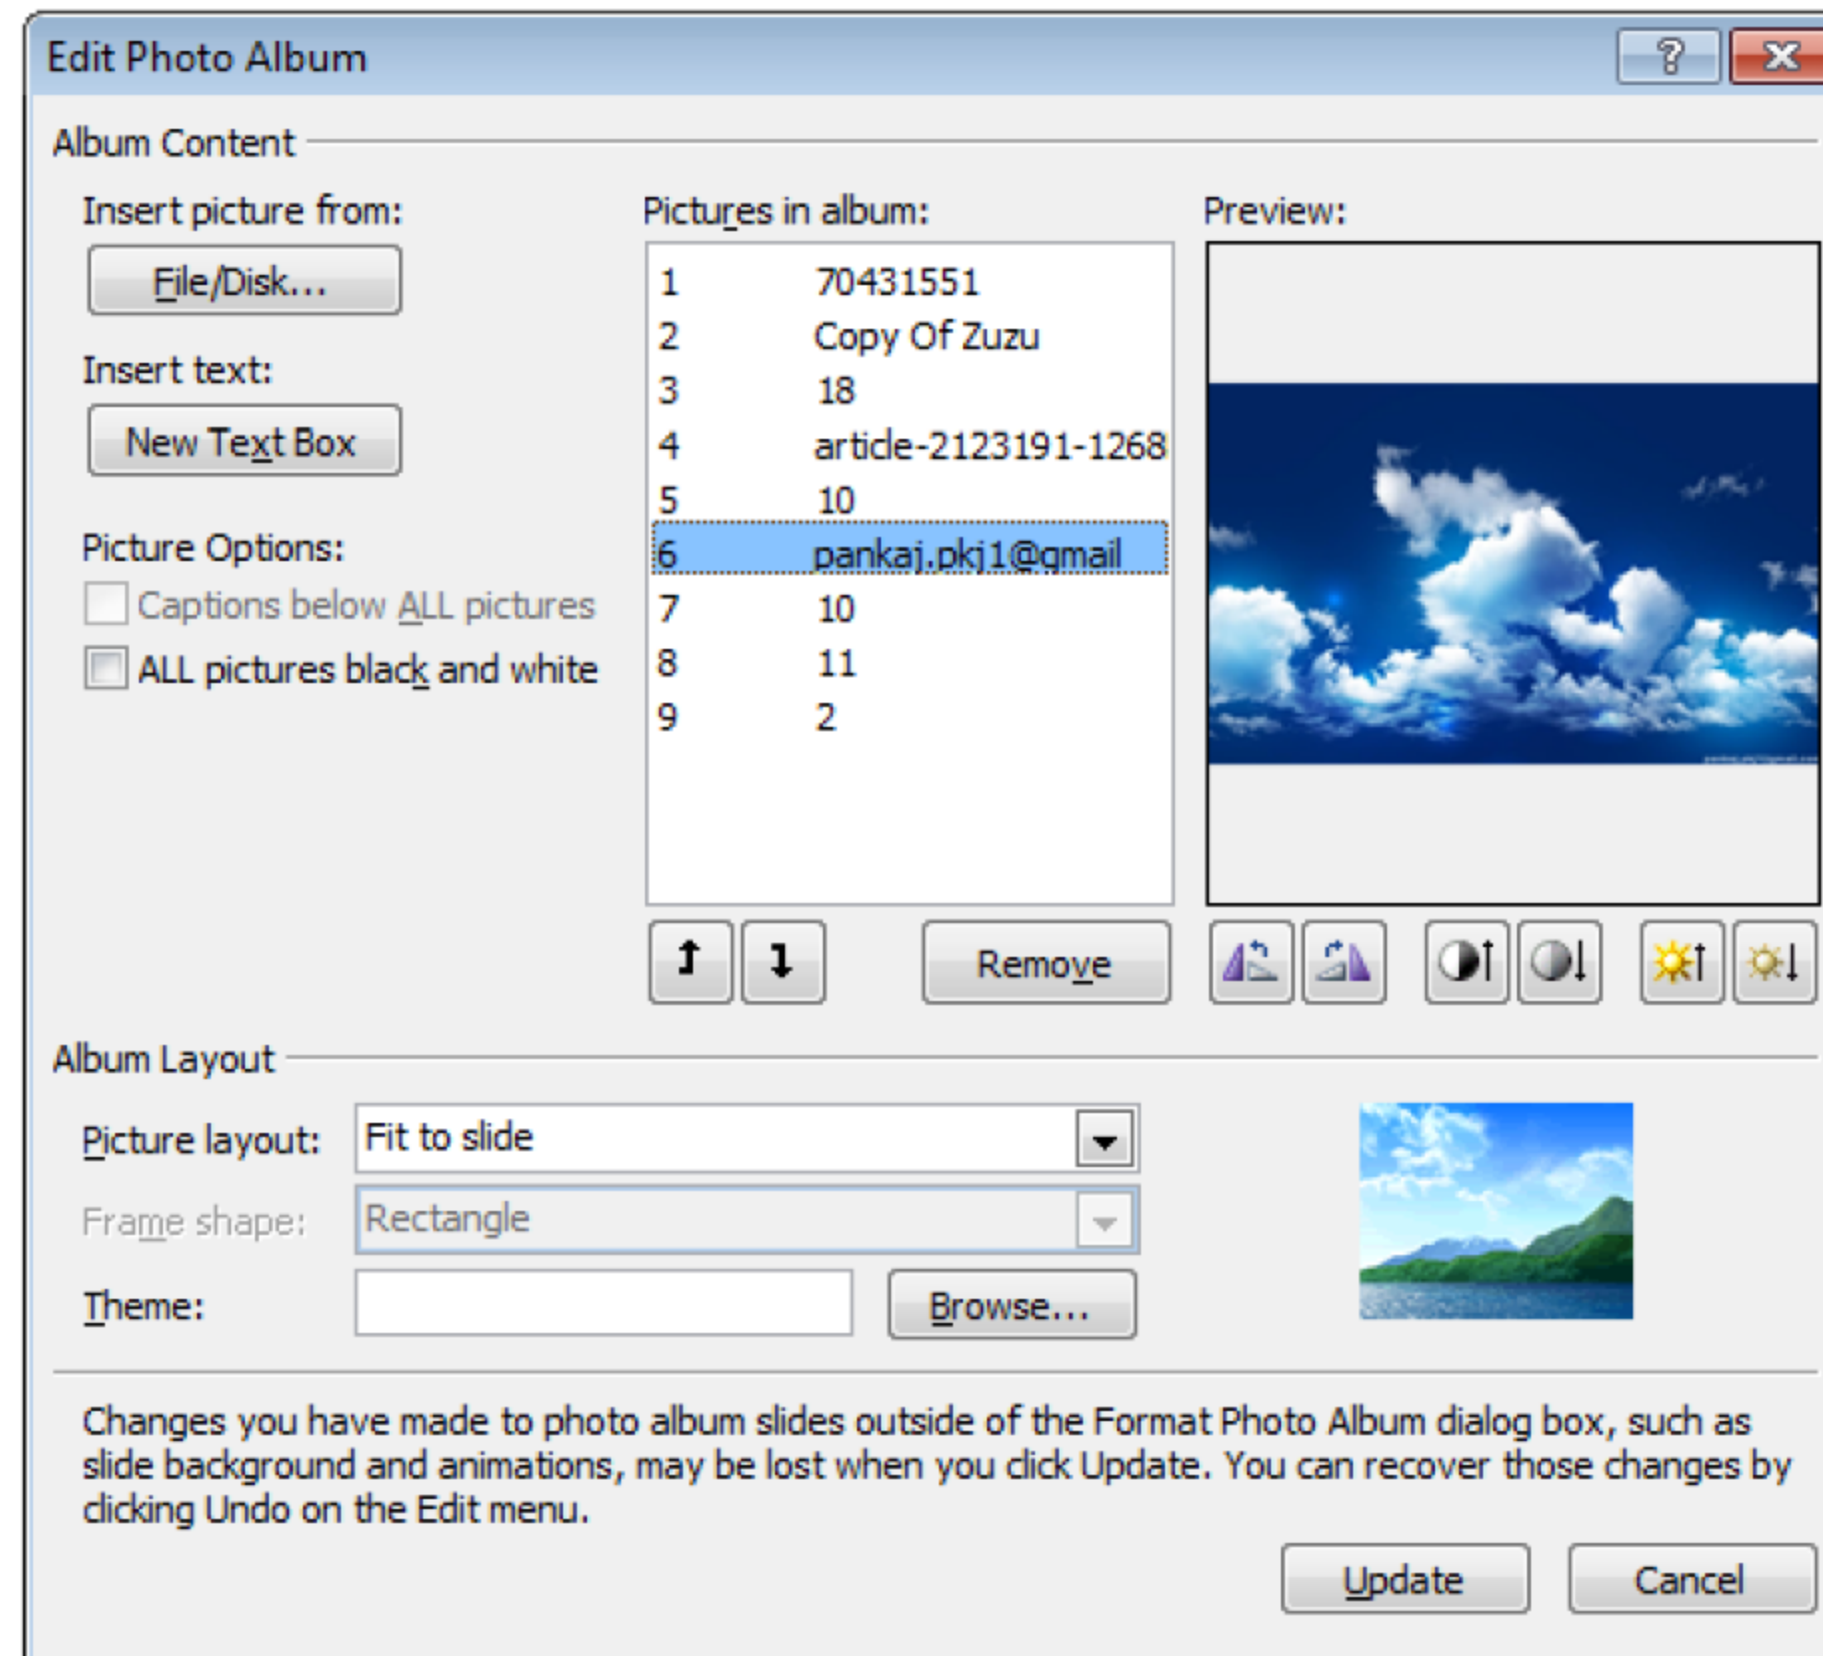 Edit Photo Album
Album Content
Insert picture from:
File/Disk...
Insert text:
New Text Box
Picture Options:
Captions below ALL pictures
ALL pictures black and white
Pictures in album:
1 70431551
2 Copy Of Zuzu
3 18
4 article-2123191-1268
5 10
6 pankaj.pkj1@gmail
7 10
8 11
9 2
Remove
Preview:
Album Layout
Picture layout: Fit to slide
Frame shape: Rectangle
Theme:
Browse...
Changes you have made to photo album slides outside of the Format Photo Album dialog box, such as
slide background and animations, may be lost when you click Update. You can recover those changes by
clicking Undo on the Edit menu.
Update
Cancel